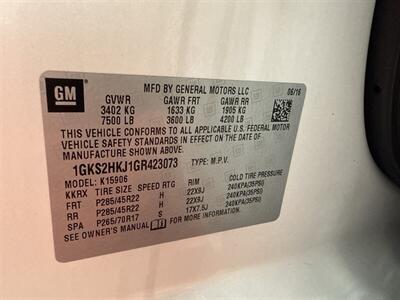 GM
MFD BY GENERAL MOTORS LLC 06/16
GVWR GAWR FRT GAWR RR
3402 KG 1633 KG 1905 KG
7500 LB 3600 LB 4200 LB
THIS VEHICLE CONFORMS TO ALL APPLICABLE U.S. FEDERAL MOTOR
VEHICLE SAFETY STANDARDS IN EFFECT ON THE DATE OF
MANUFACTURE SHOWN ABOVE.
1GKS2HKJ1GR423073 TYPE: M.P.V.
MODEL: K15906
KKRX TIRE SIZE SPEED RTG RIM COLD TIRE PRESSURE
FRT P285/45R22 H 22X9J 240KPA(35PSI)
RR P285/45R22 H 22X9J 240KPA(35PSI)
SPA P265/70R17 S 17X7.5J 240KPA(35PSI)
SEE OWNER'S MANUAL FOR MORE INFORMATION.